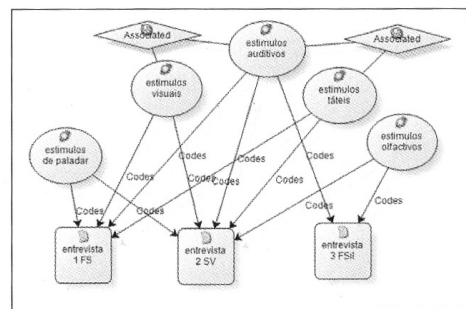 Associated
Associated
estimulos
auditivos
estimulos
visuais
estimulos
táteis
estimulos
de paladar
estimulos
olfactivos
Codes
Codes
Codes
Codes
Codes
Codes
Codes
Codes
Codes
Codes
entrevista
1 FS
entrevista
2 SV
entrevista
3 FSil